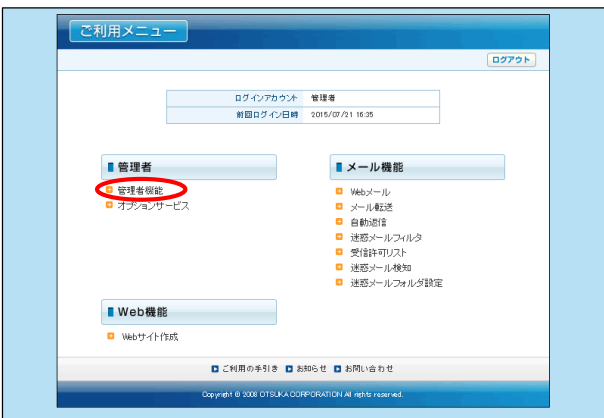 ご利用メニュー
ログアウト
ログインアカウント 管理者
前回ログイン日時 2015/07/21 16:35
管理者
管理者機能
オプションサービス
メール機能
Webメール
メール転送
自動返信
迷惑メールフィルタ
受信許可リスト
迷惑メール検知
迷惑メールフォルダ設定
Web機能
Webサイト作成
ご利用の手引き お知らせ お問い合わせ
Copyright © 2008 OTSUKA CORPORATION All rights reserved.